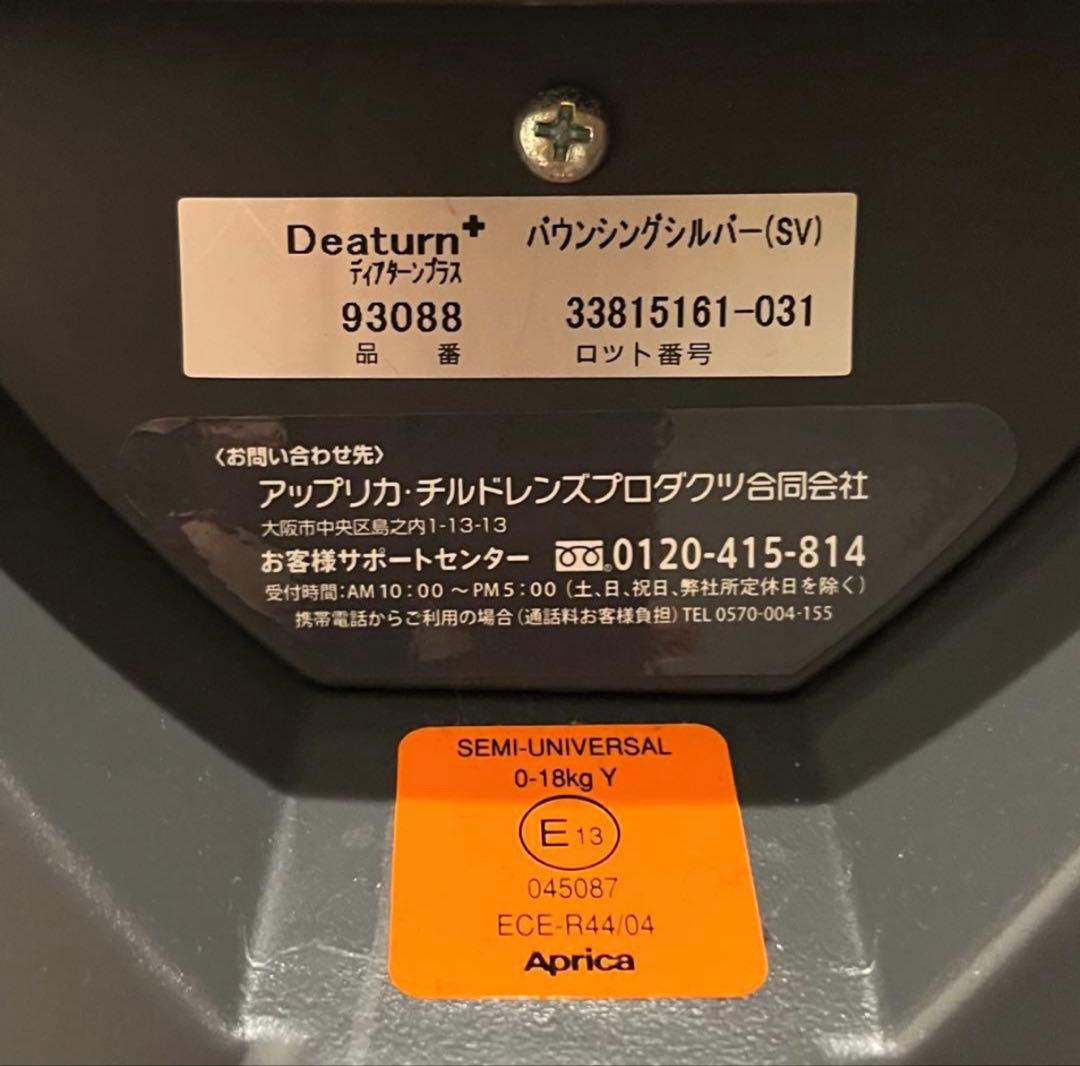 Deaturn+ バウンシングシルバー(SV)
ディアターンプラス
93088 33815161-031
品番 ロット番号
〈お問い合わせ先〉
アップリカ・チルドレンズプロダクツ合同会社
大阪市中央区島之内1-13-13
お客様サポートセンター 0120-415-814
受付時間:AM10:00〜PM5:00(土、日、祝日、弊社所定休日を除く)
携帯電話からご利用の場合(通話料お客様負担)TEL 0570-004-155
SEMI-UNIVERSAL
0-18kg Y
E 13
045087
ECE-R44/04
Aprica